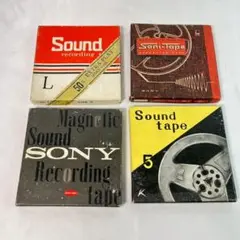 Sound
recording
L
Soni-Tape
Magnetic
Sound
SONY
Recording
tape
Sound
tape
5